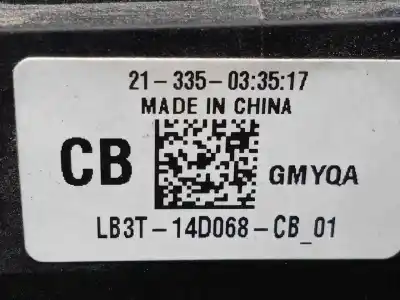 21-335-03:35:17
MADE IN CHINA
CB
GMYQA
LB3T-14D068-CB_01